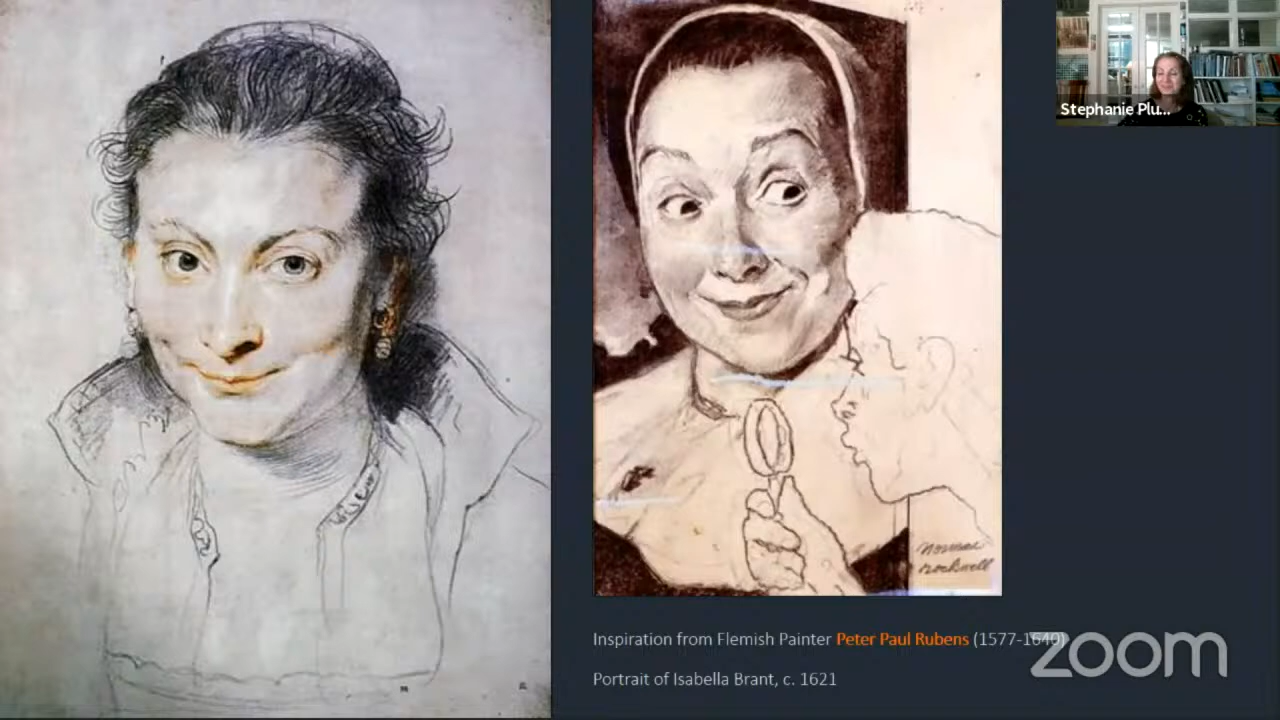 Stephanie Plu...
Norman
Rockwell
Inspiration from Flemish Painter Peter Paul Rubens (1577-1640)
Portrait of Isabella Brant, c. 1621
zoom